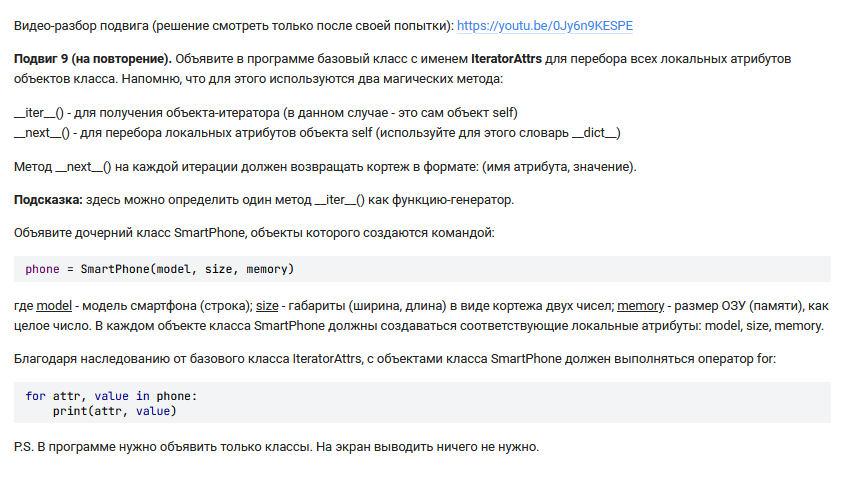 Видео-разбор подвига (решение смотреть только после своей попытки): https://youtu.be/0Jy6n9KESPE
Подвиг 9 (на повторение). Объявите в программе базовый класс с именем IteratorAttrs для перебора всех локальных атрибутов
объектов класса. Напомню, что для этого используются два магических метода:
__iter__() - для получения объекта-итератора (в данном случае - это сам объект self)
__next__() - для перебора локальных атрибутов объекта self (используйте для этого словарь __dict__)
Метод __next__() на каждой итерации должен возвращать кортеж в формате: (имя атрибута, значение).
Подсказка: здесь можно определить один метод __iter__() как функцию-генератор.
Объявите дочерний класс SmartPhone, объекты которого создаются командой:
phone = SmartPhone(model, size, memory)
где model - модель смартфона (строка); size - габариты (ширина, длина) в виде кортежа двух чисел; memory - размер ОЗУ (памяти), как
целое число. В каждом объекте класса SmartPhone должны создаваться соответствующие локальные атрибуты: model, size, memory.
Благодаря наследованию от базового класса IteratorAttrs, с объектами класса SmartPhone должен выполняться оператор for:
for attr, value in phone:
    print(attr, value)
P.S. В программе нужно объявить только классы. На экран выводить ничего не нужно.